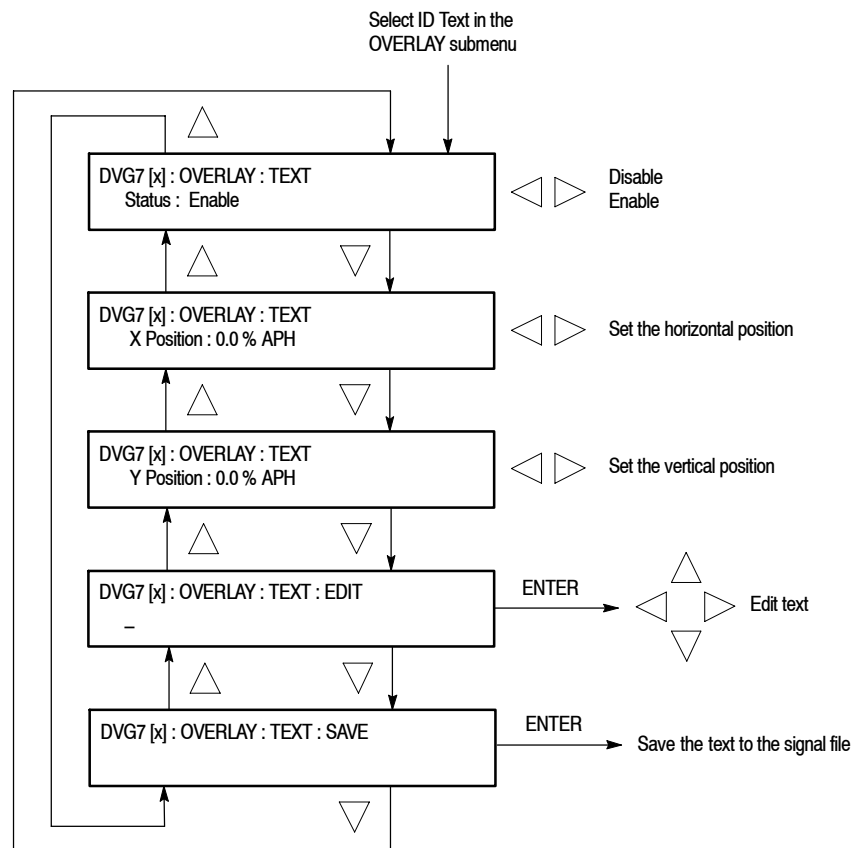 Select ID Text in the
OVERLAY submenu
DVG7 [x] : OVERLAY : TEXT
Status : Enable
Disable
Enable
DVG7 [x] : OVERLAY : TEXT
X Position : 0.0 % APH
Set the horizontal position
DVG7 [x] : OVERLAY : TEXT
Y Position : 0.0 % APH
Set the vertical position
DVG7 [x] : OVERLAY : TEXT : EDIT
_
ENTER
Edit text
DVG7 [x] : OVERLAY : TEXT : SAVE
ENTER
Save the text to the signal file